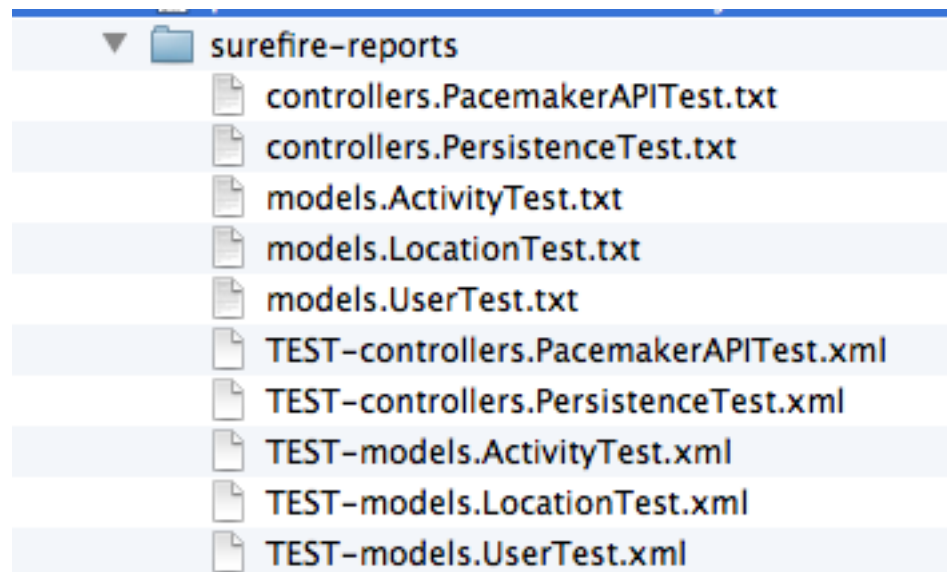 surefire-reports
controllers.PacemakerAPITest.txt
controllers.PersistenceTest.txt
models.ActivityTest.txt
models.LocationTest.txt
models.UserTest.txt
TEST-controllers.PacemakerAPITest.xml
TEST-controllers.PersistenceTest.xml
TEST-models.ActivityTest.xml
TEST-models.LocationTest.xml
TEST-models.UserTest.xml